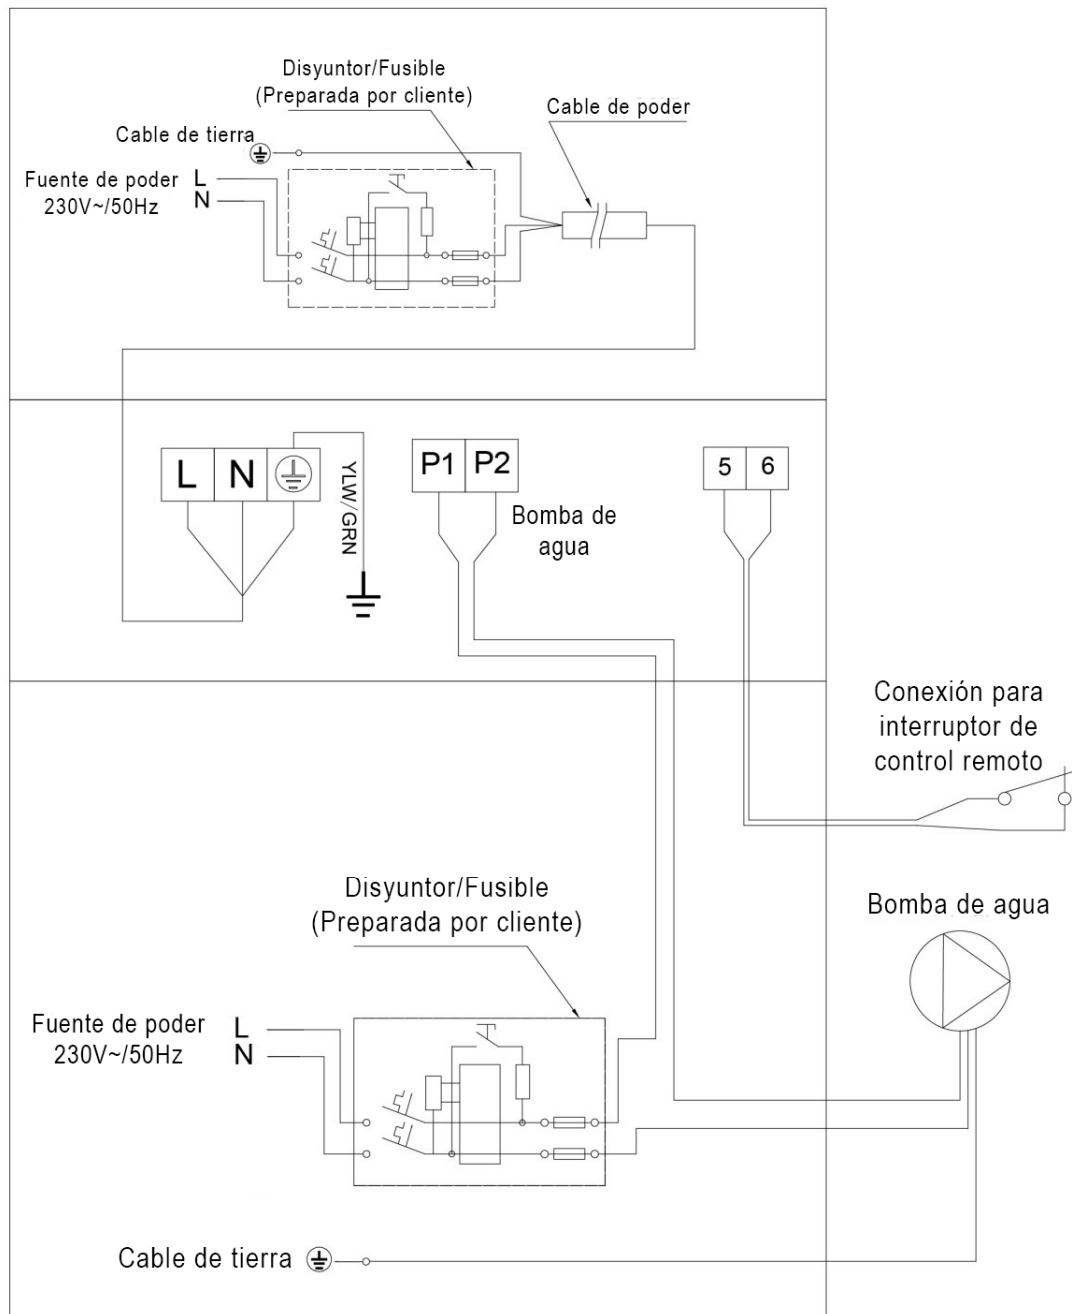 Disyuntor/Fusible
(Preparada por cliente)
Cable de poder
Cable de tierra
Fuente de poder L
230V~/50Hz N
L N
YLW/GRN
P1 P2
Bomba de
agua
5 6
Conexión para
interruptor de
control remoto
Disyuntor/Fusible
(Preparada por cliente)
Bomba de agua
Fuente de poder L
230V~/50Hz N
Cable de tierra